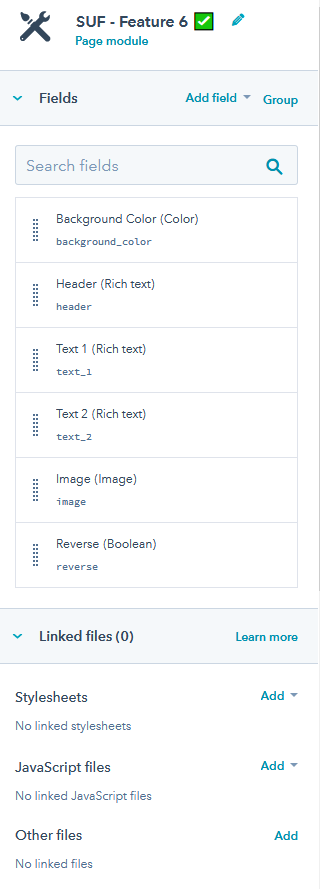 SUF - Feature 6 ✅
Page module
Fields
Add field
Group
Search fields
Background Color (Color)
background_color
Header (Rich text)
header
Text 1 (Rich text)
text_1
Text 2 (Rich text)
text_2
Image (Image)
image
Reverse (Boolean)
reverse
Linked files (0)
Learn more
Stylesheets
Add
No linked stylesheets
JavaScript files
Add
No linked JavaScript files
Other files
Add
No linked files